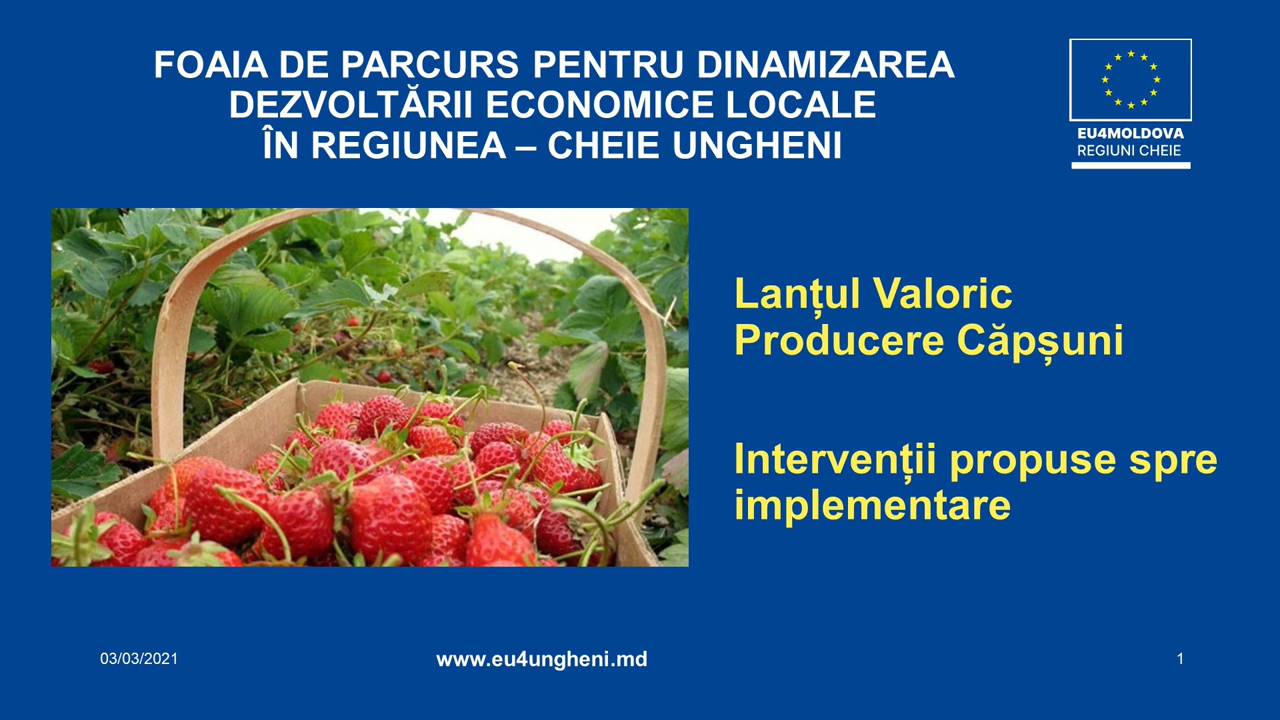 FOAIA DE PARCURS PENTRU DINAMIZAREA
DEZVOLTĂRII ECONOMICE LOCALE
ÎN REGIUNEA – CHEIE UNGHENI
EU4MOLDOVA
REGIUNI CHEIE
Lanțul Valoric
Producere Căpșuni
Intervenții propuse spre
implementare
03/03/2021
www.eu4ungheni.md
1